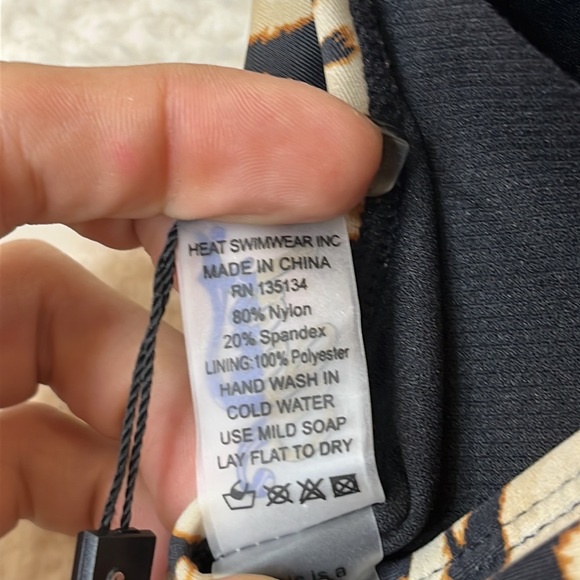 HEAT SWIMWEAR INC
MADE IN CHINA
RN 135134
80% Nylon
20% Spandex
LINING:100% Polyester
HAND WASH IN
COLD WATER
USE MILD SOAP
LAY FLAT TO DRY
is a